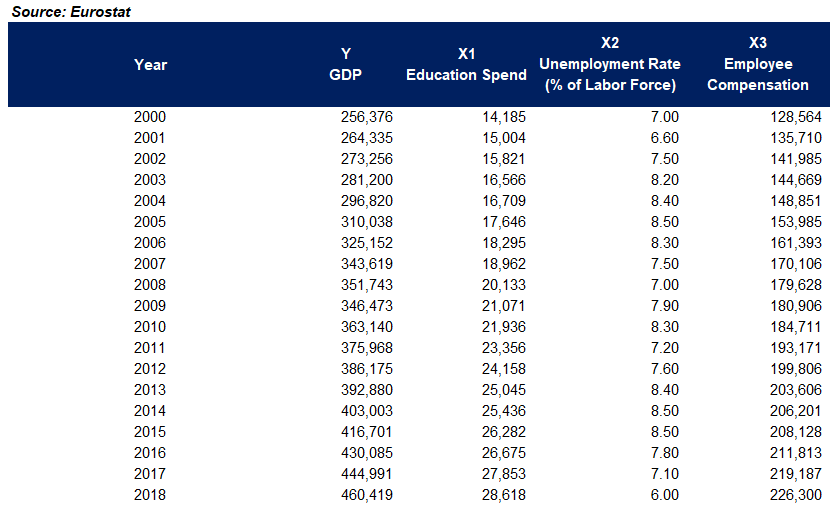 Source: Eurostat
Year Y GDP X1 Education Spend X2 Unemployment Rate (% of Labor Force) X3 Employee Compensation
2000 256,376 14,185 7.00 128,564
2001 264,335 15,004 6.60 135,710
2002 273,256 15,821 7.50 141,985
2003 281,200 16,566 8.20 144,669
2004 296,820 16,709 8.40 148,851
2005 310,038 17,646 8.50 153,985
2006 325,152 18,295 8.30 161,393
2007 343,619 18,962 7.50 170,106
2008 351,743 20,133 7.00 179,628
2009 346,473 21,071 7.90 180,906
2010 363,140 21,936 8.30 184,711
2011 375,968 23,356 7.20 193,171
2012 386,175 24,158 7.60 199,806
2013 392,880 25,045 8.40 203,606
2014 403,003 25,436 8.50 206,201
2015 416,701 26,282 8.50 208,128
2016 430,085 26,675 7.80 211,813
2017 444,991 27,853 7.10 219,187
2018 460,419 28,618 6.00 226,300